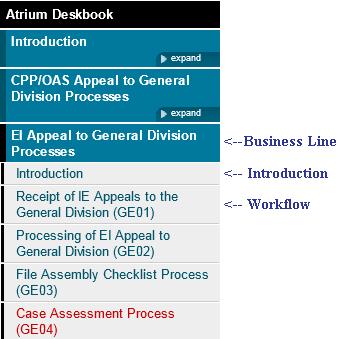 Atrium Deskbook
Introduction
expand
CPP/OAS Appeal to General
Division Processes
expand
EI Appeal to General Division
Processes
<--Business Line
Introduction
<-- Introduction
Receipt of IE Appeals to the
General Division (GE01)
<-- Workflow
Processing of EI Appeal to
General Division (GE02)
File Assembly Checklist Process
(GE03)
Case Assessment Process
(GE04)